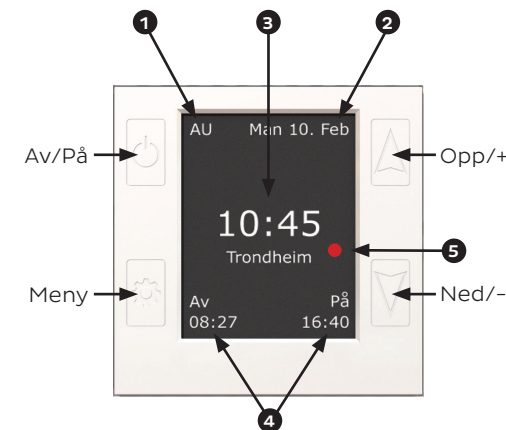 1
3
2
AU Man 10. Feb
Av/På
Opp/+
10:45
Trondheim
5
Meny
Ned/-
Av På
08:27 16:40
4